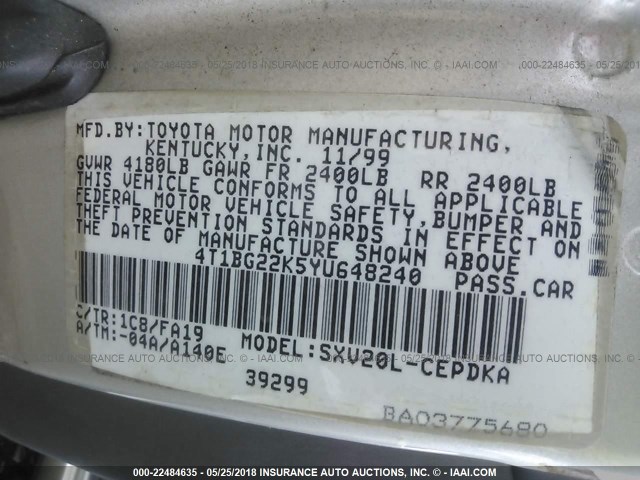 000-22484635 - 05/25/2018 INSURANCE AUTO AUCTIONS, INC. - © IAAI.COM
MFD.BY:TOYOTA MOTOR MANUFACTURING,
KENTUCKY,INC. 11/99
GVWR 4180LB GAWR FR 2400LB RR 2400LB
THIS VEHICLE CONFORMS TO ALL APPLICABLE
FEDERAL MOTOR VEHICLE SAFETY,BUMPER AND
THEFT PREVENTION STANDARDS IN EFFECT ON
THE DATE OF MANUFACTURE SHOWN ABOVE
4T1BG22K5YU648240 PASS.CAR
C/TR:1C8/FA19
A/TM:-04A/A140E MODEL:SXV20L-CEPDKA
39299
BA03775680
000-22484635 - 05/25/2018 INSURANCE AUTO AUCTIONS, INC. - © IAAI.COM